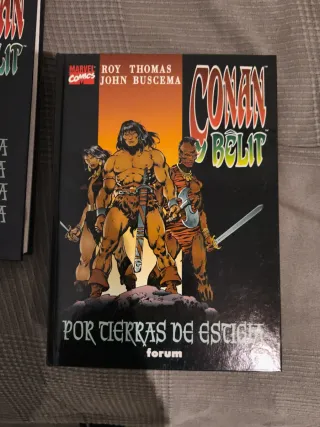 MARVEL
COMICS
ROY THOMAS
JOHN BUSCEMA
CONAN
Y BÊLIT
POR TIERRAS DE ESTIGIA
forum